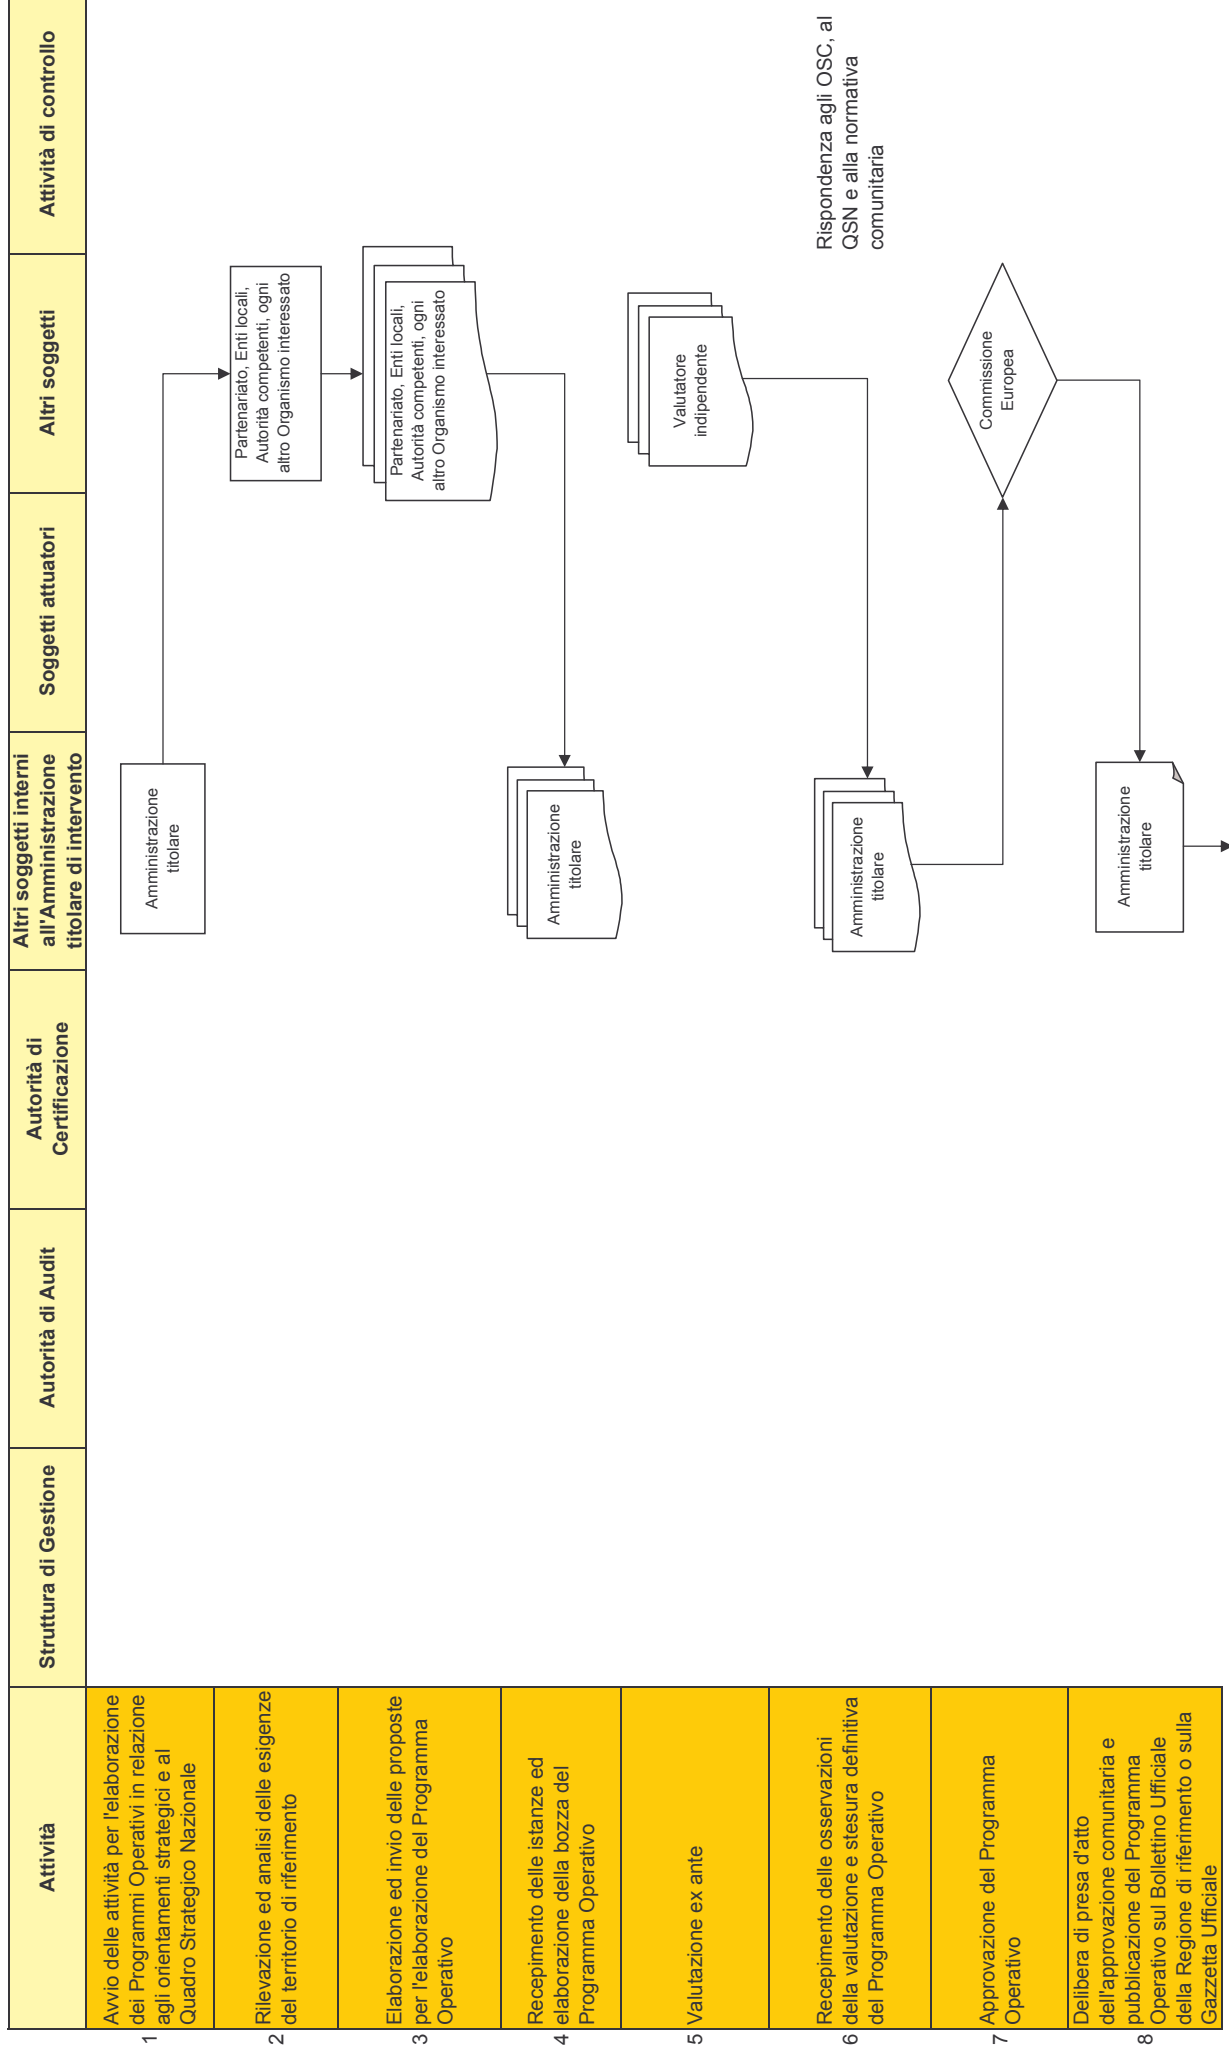 Attività
Struttura di Gestione
Autorità di Audit
Autorità di
Certificazione
Altri soggetti interni
all'Amministrazione
titolare di intervento
Soggetti attuatori
Altri soggetti
Attività di controllo
1
Avvio delle attività per l'elaborazione
dei Programmi Operativi in relazione
agli orientamenti strategici e al
Quadro Strategico Nazionale
Amministrazione
titolare
2
Rilevazione ed analisi delle esigenze
del territorio di riferimento
Partenariato, Enti locali,
Autorità competenti, ogni
altro Organismo interessato
3
Elaborazione ed invio delle proposte
per l'elaborazione del Programma
Operativo
Partenariato, Enti locali,
Autorità competenti, ogni
altro Organismo interessato
4
Recepimento delle istanze ed
elaborazione della bozza del
Programma Operativo
Amministrazione
titolare
5
Valutazione ex ante
Valutatore
indipendente
6
Recepimento delle osservazioni
della valutazione e stesura definitiva
del Programma Operativo
Amministrazione
titolare
Rispondenza agli OSC, al
QSN e alla normativa
comunitaria
7
Approvazione del Programma
Operativo
Commissione
Europea
8
Delibera di presa d'atto
dell'approvazione comunitaria e
pubblicazione del Programma
Operativo sul Bollettino Ufficiale
della Regione di riferimento o sulla
Gazzetta Ufficiale
Amministrazione
titolare